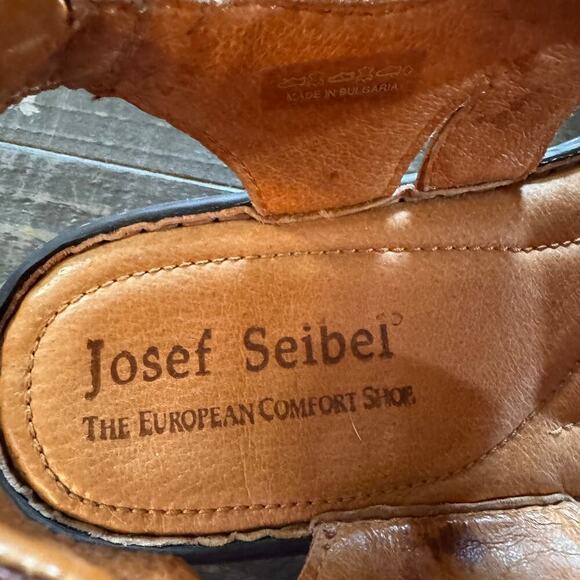 MADE IN BULGARIA
Josef Seibel
THE EUROPEAN COMFORT SHOE